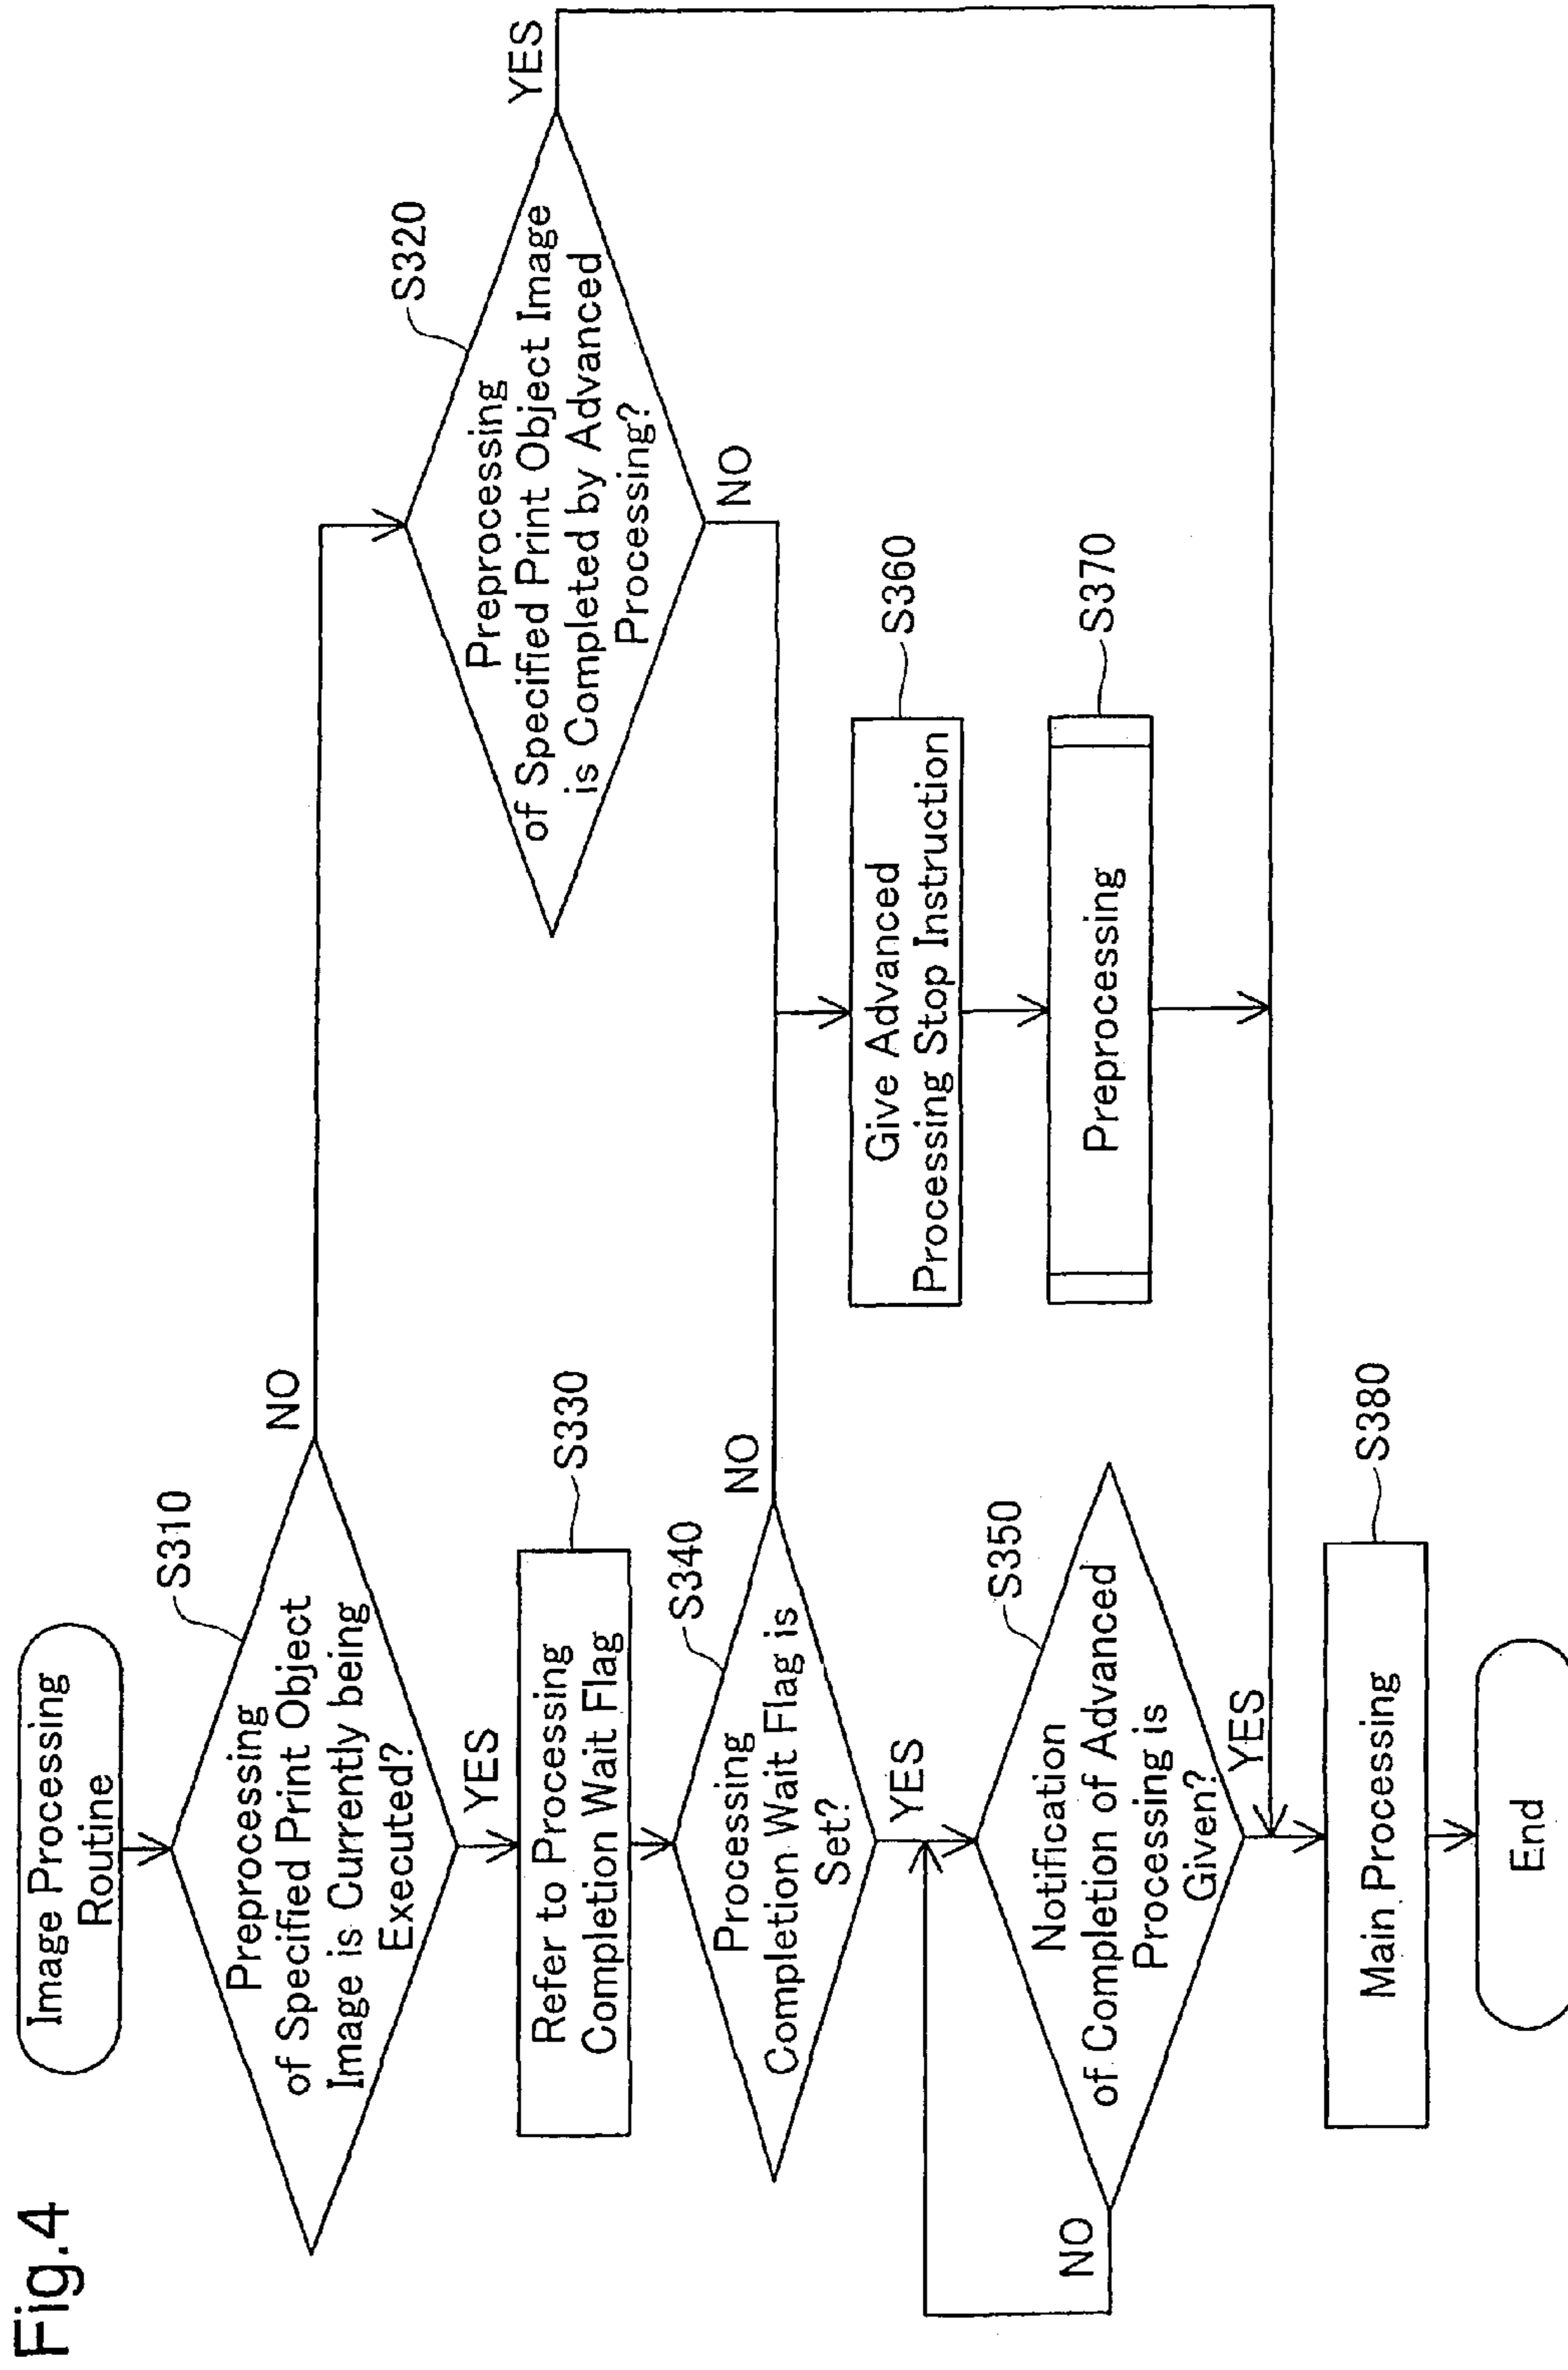 Fig.4
Image Processing
Routine
S310
Preprocessing
of Specified Print Object
Image is Currently being
Executed?
NO
YES
S320
Preprocessing
of Specified Print Object Image
is Completed by Advanced
Processing?
YES
NO
S330
Refer to Processing
Completion Wait Flag
S340
Processing
Completion Wait Flag is
Set?
NO
YES
S360
Give Advanced
Processing Stop Instruction
S370
Preprocessing
S350
Notification
of Completion of Advanced
Processing is
Given?
NO
YES
S380
Main Processing
End